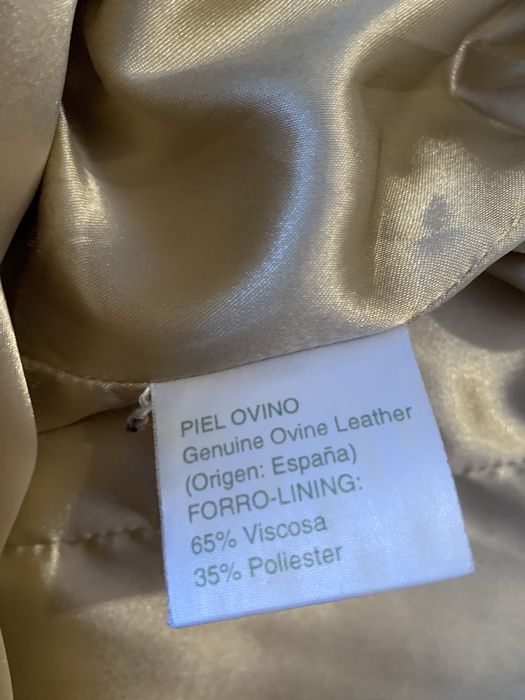 PIEL OVINO
Genuine Ovine Leather
(Origen: España)
FORRO-LINING:
65% Viscosa
35% Poliester